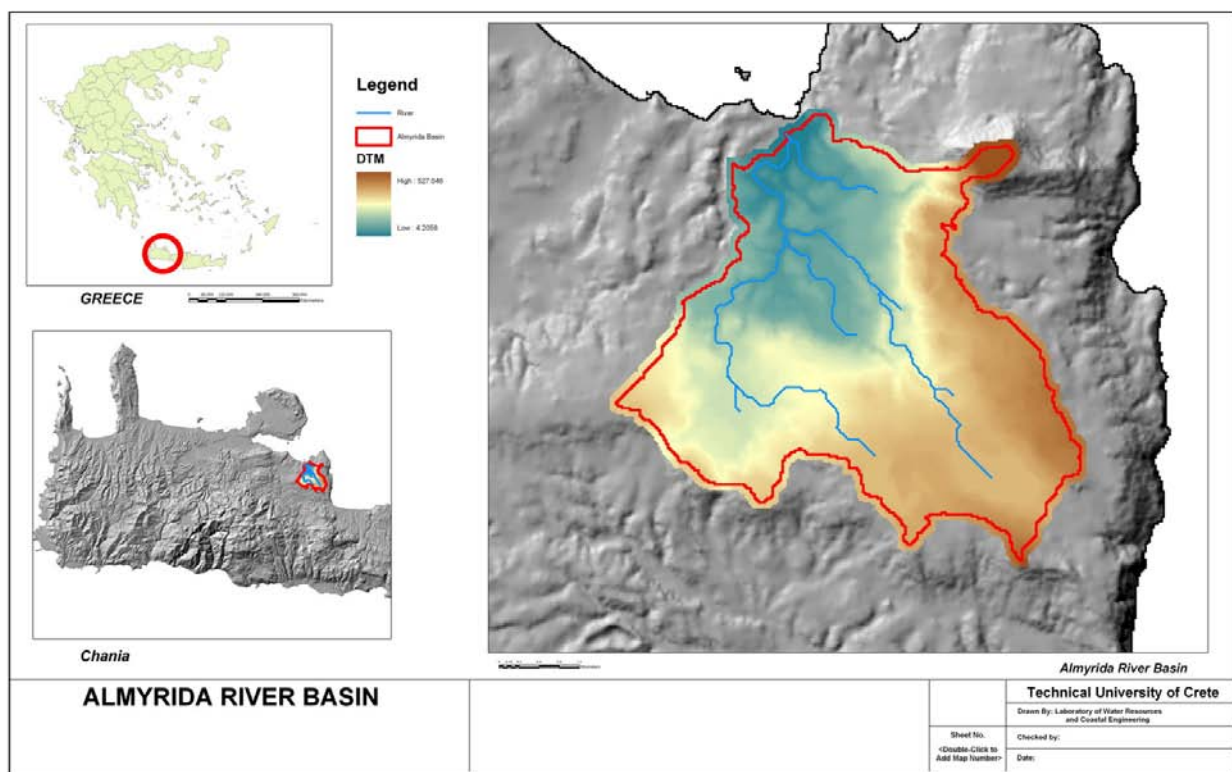 Legend
River
Almyrida Basin
DTM
High : 527.046
Low : 4.2058
GREECE
Chania
Almyrida River Basin
ALMYRIDA RIVER BASIN
Technical University of Crete
Drawn By: Laboratory of Water Resources
and Coastal Engineering
Sheet No.
<Double-Click to
Add Map Number>
Checked by:
Date: